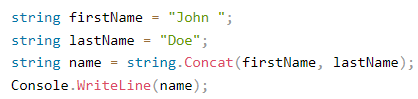 string firstName = "John ";
string lastName = "Doe";
string name = string.Concat(firstName, lastName);
Console.WriteLine(name);